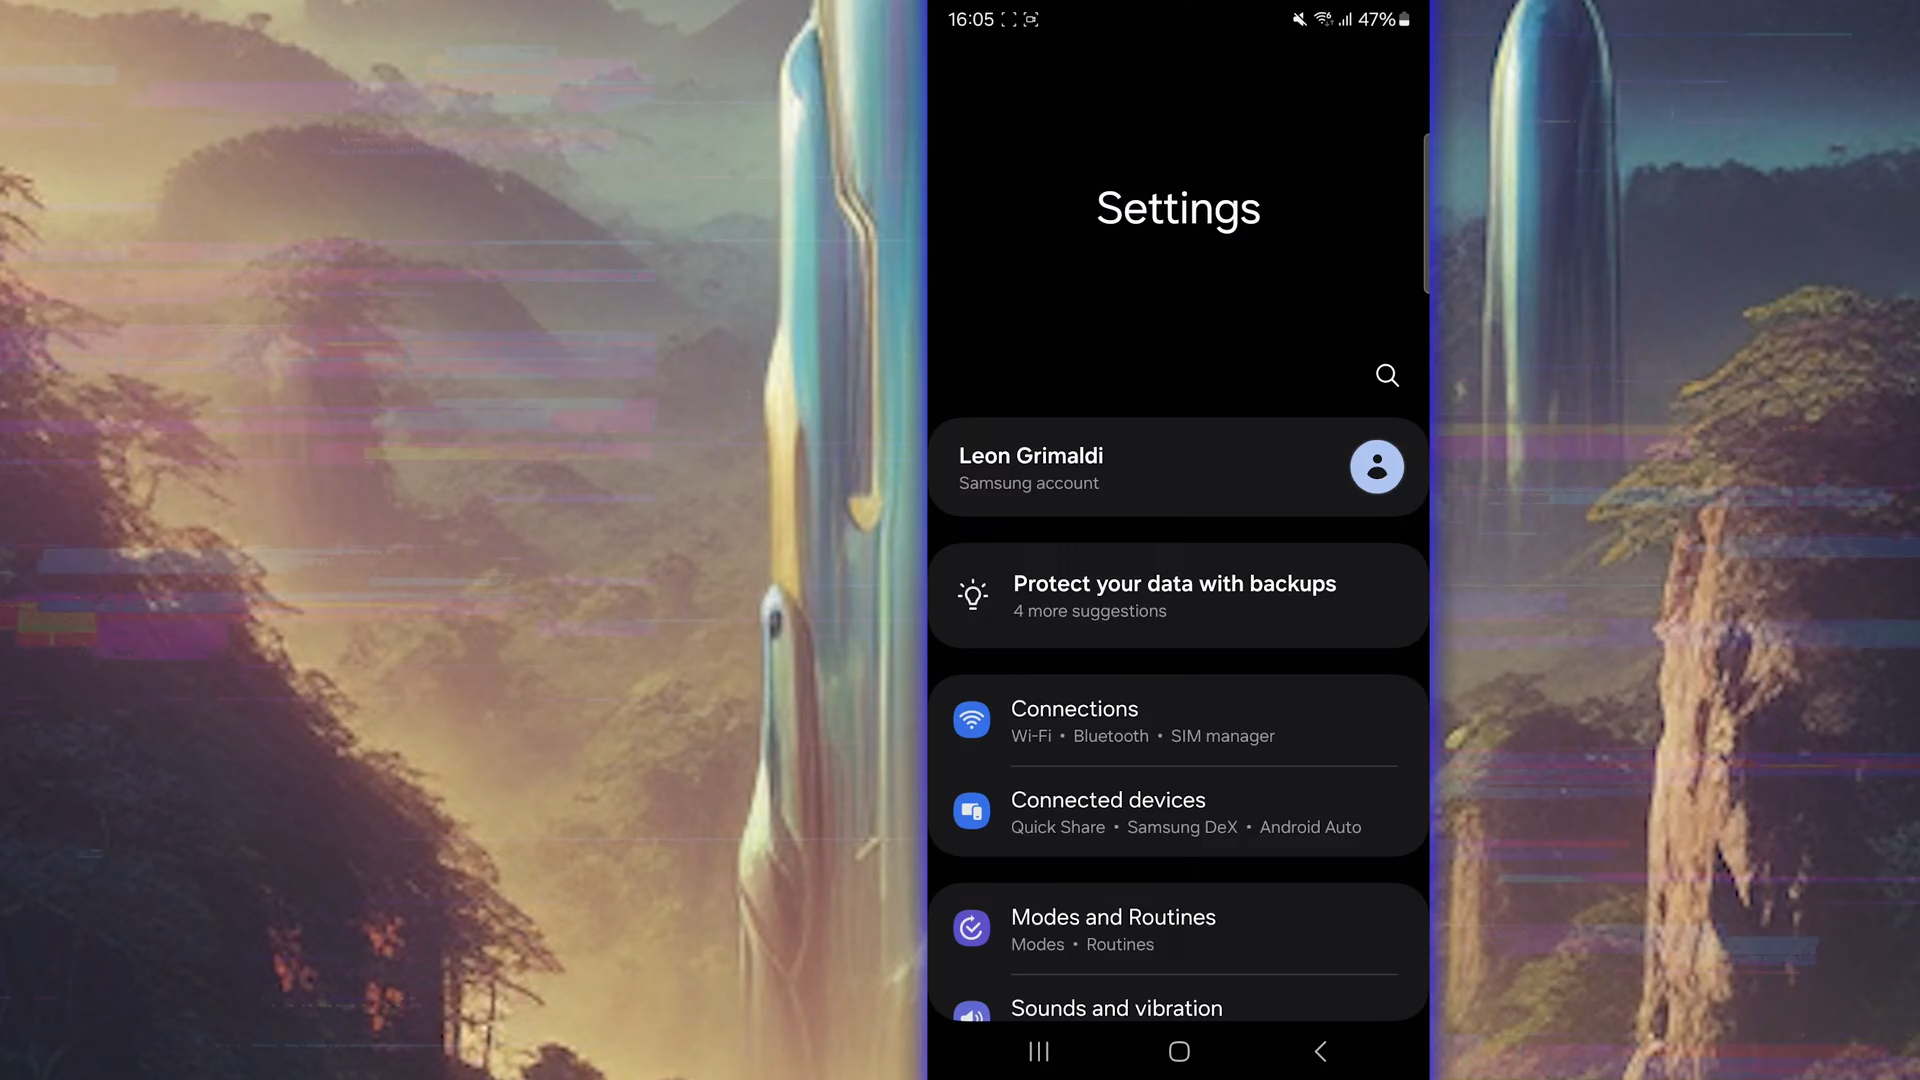 16:05
47%
Settings
Leon Grimaldi
Samsung account
Protect your data with backups
4 more suggestions
Connections
Wi-Fi • Bluetooth • SIM manager
Connected devices
Quick Share • Samsung DeX • Android Auto
Modes and Routines
Modes • Routines
Sounds and vibration